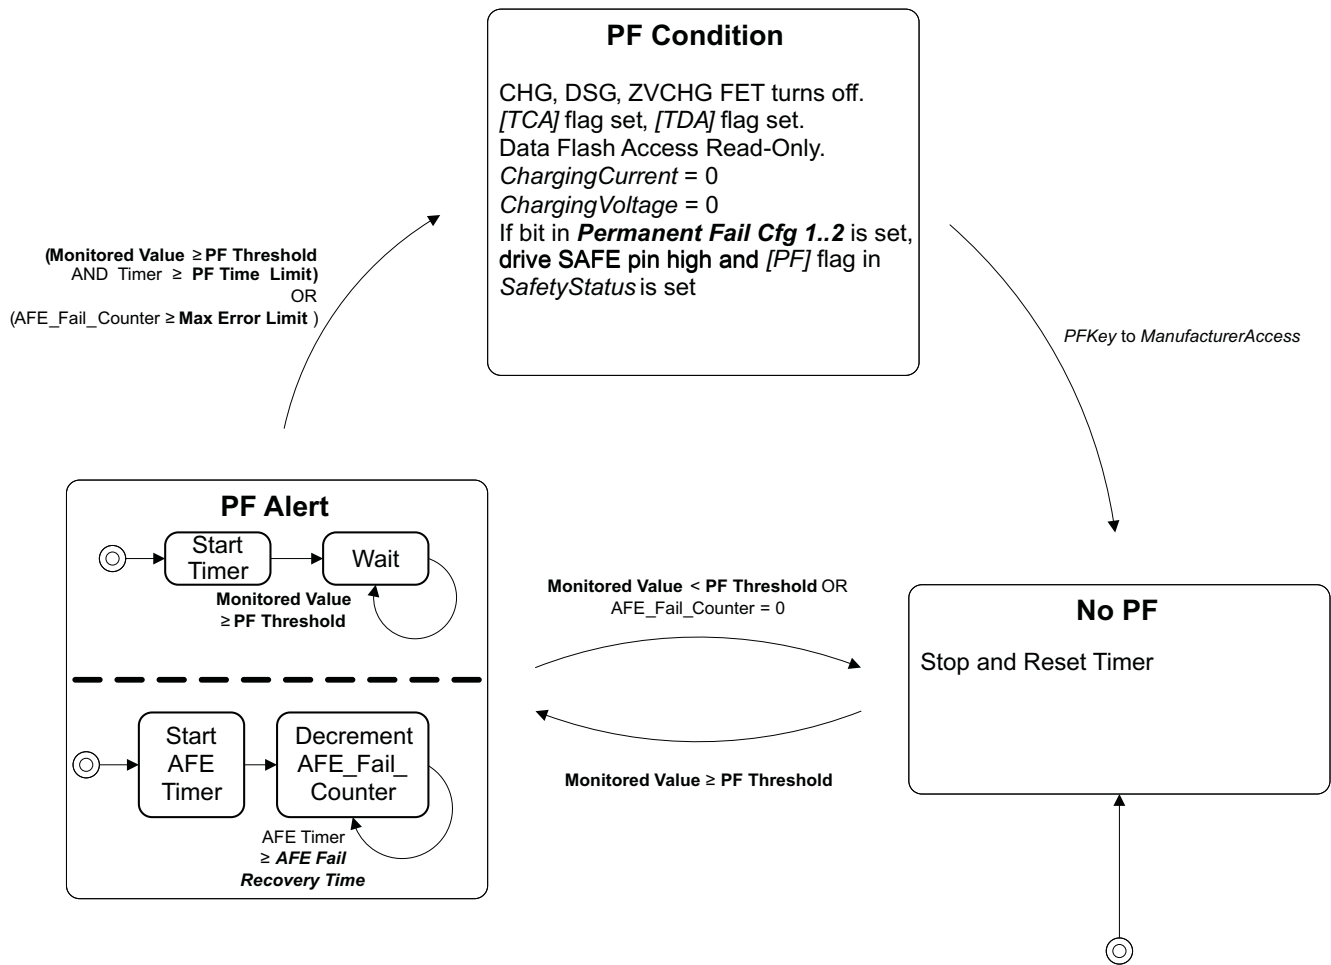 PF Condition
CHG, DSG, ZVCHG FET turns off.
[TCA] flag set, [TDA] flag set.
Data Flash Access Read-Only.
ChargingCurrent = 0
ChargingVoltage = 0
If bit in Permanent Fail Cfg 1..2 is set,
drive SAFE pin high and [PF] flag in
SafetyStatus is set
(Monitored Value ≥ PF Threshold
AND Timer ≥ PF Time Limit)
OR
(AFE_Fail_Counter ≥ Max Error Limit )
PFKey to ManufacturerAccess
PF Alert
Start
Timer
Wait
Monitored Value
≥ PF Threshold
Start
AFE
Timer
Decrement
AFE_Fail_
Counter
AFE Timer
≥ AFE Fail
Recovery Time
Monitored Value < PF Threshold OR
AFE_Fail_Counter = 0
Monitored Value ≥ PF Threshold
No PF
Stop and Reset Timer